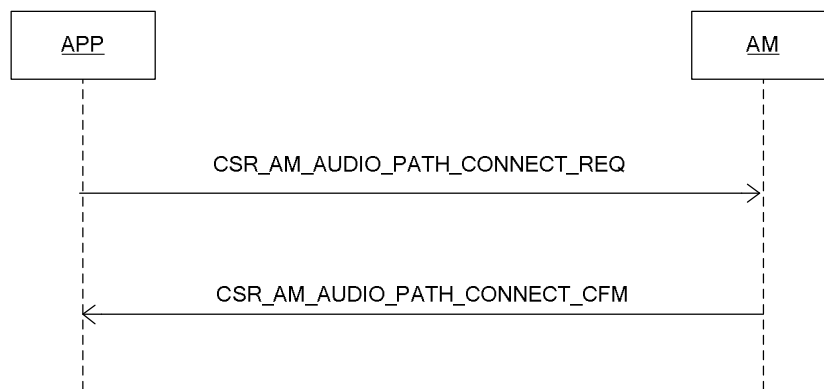 APP
AM
CSR_AM_AUDIO_PATH_CONNECT_REQ
CSR_AM_AUDIO_PATH_CONNECT_CFM